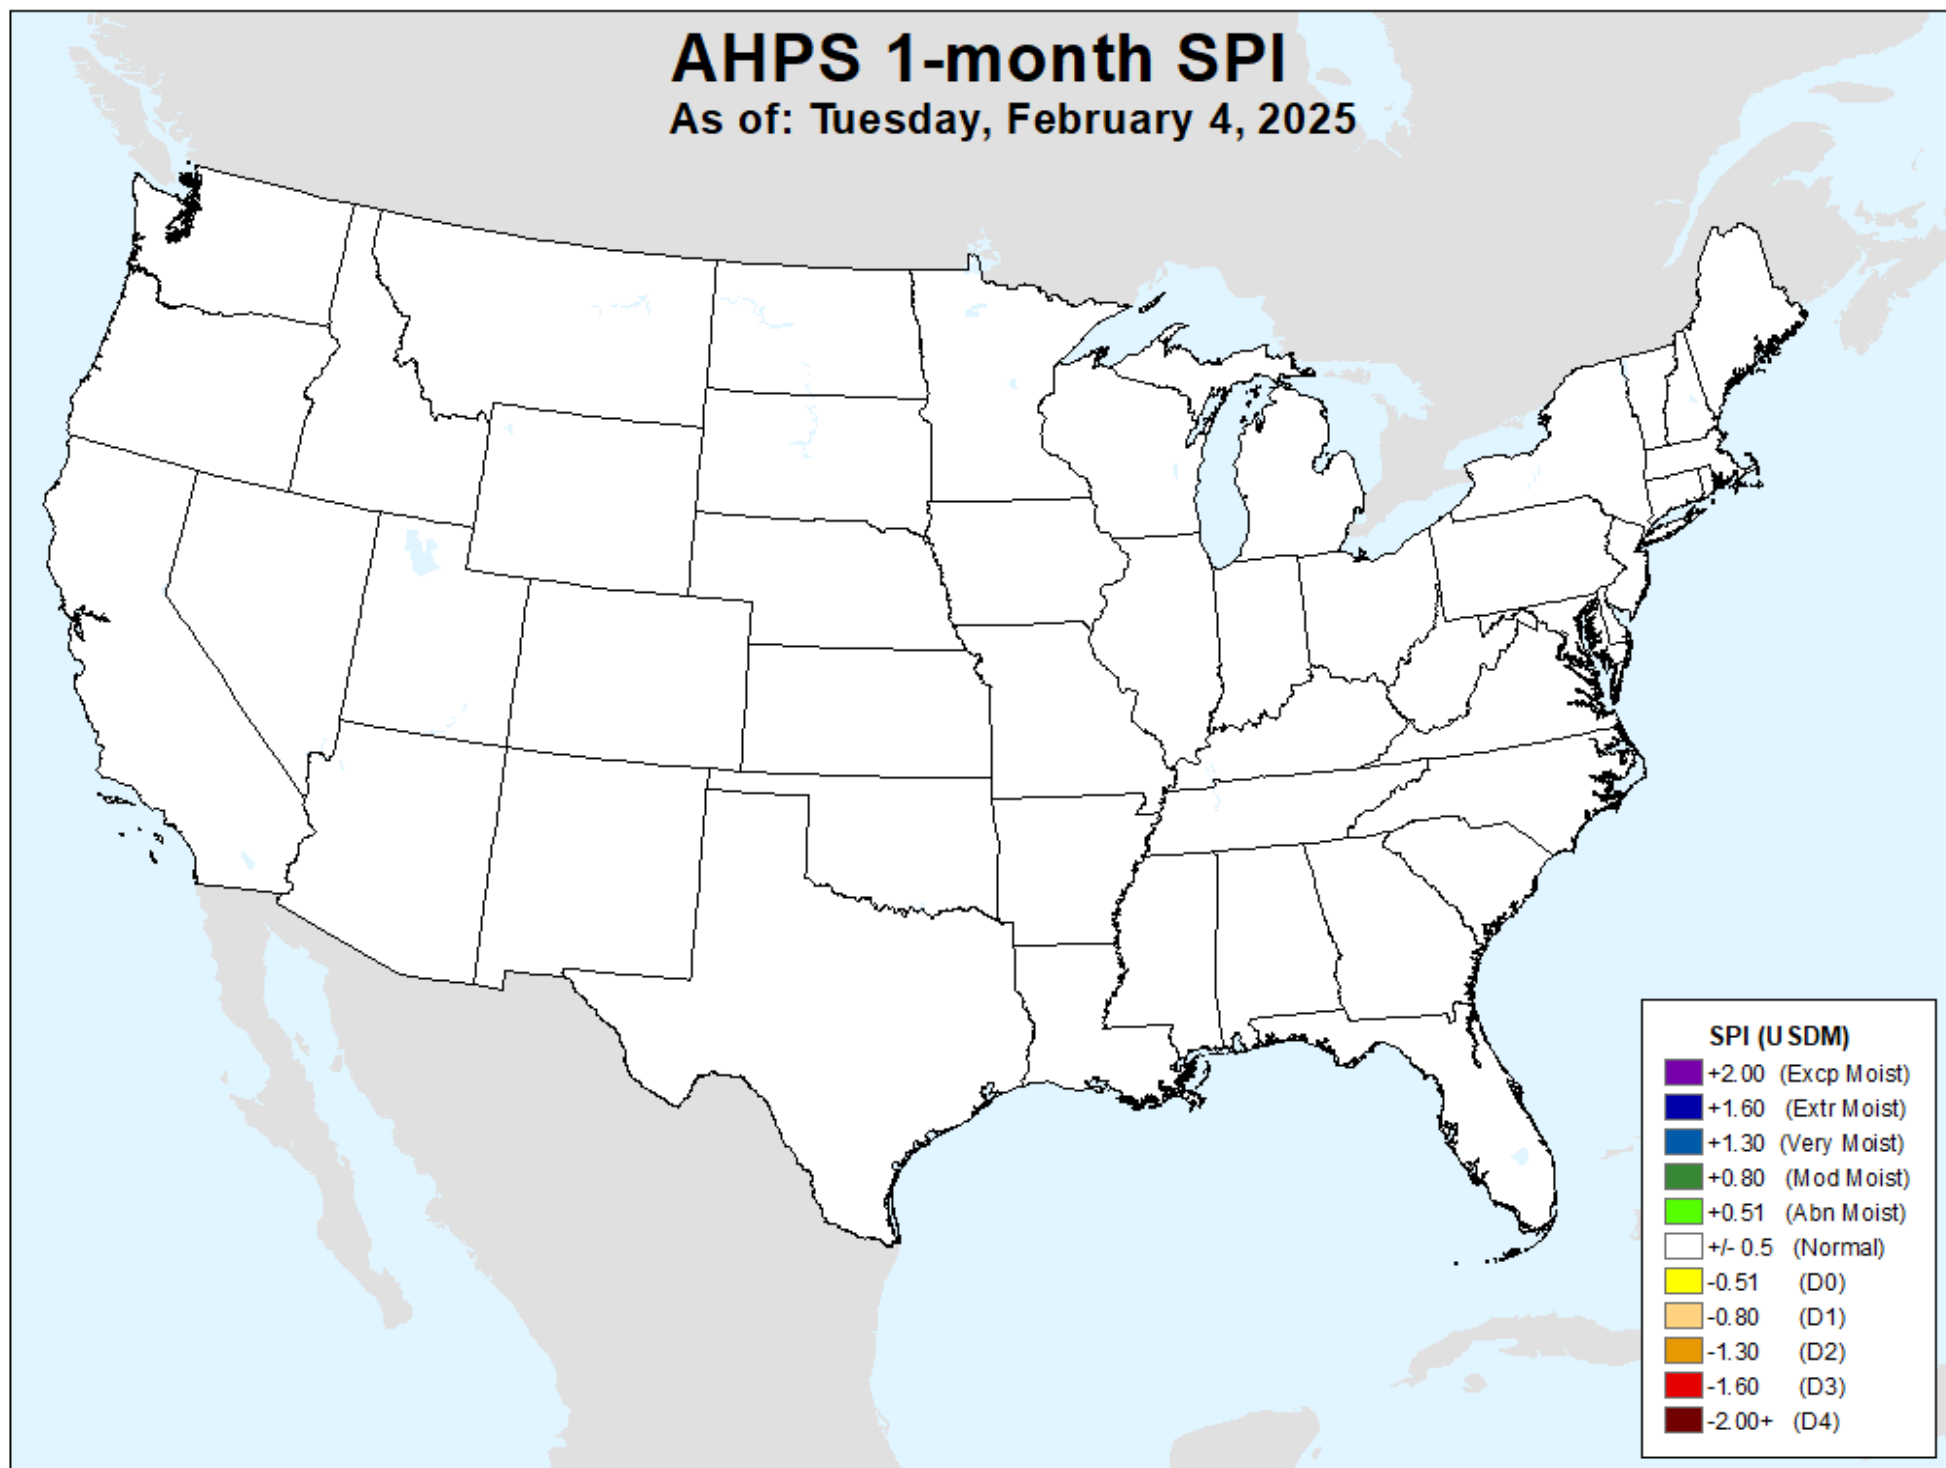 AHPS 1-month SPI
As of: Tuesday, February 4, 2025
SPI (USDM)
+2.00 (Excp Moist)
+1.60 (Extr Moist)
+1.30 (Very Moist)
+0.80 (Mod Moist)
+0.51 (Abn Moist)
+/- 0.5 (Normal)
-0.51 (D0)
-0.80 (D1)
-1.30 (D2)
-1.60 (D3)
-2.00+ (D4)